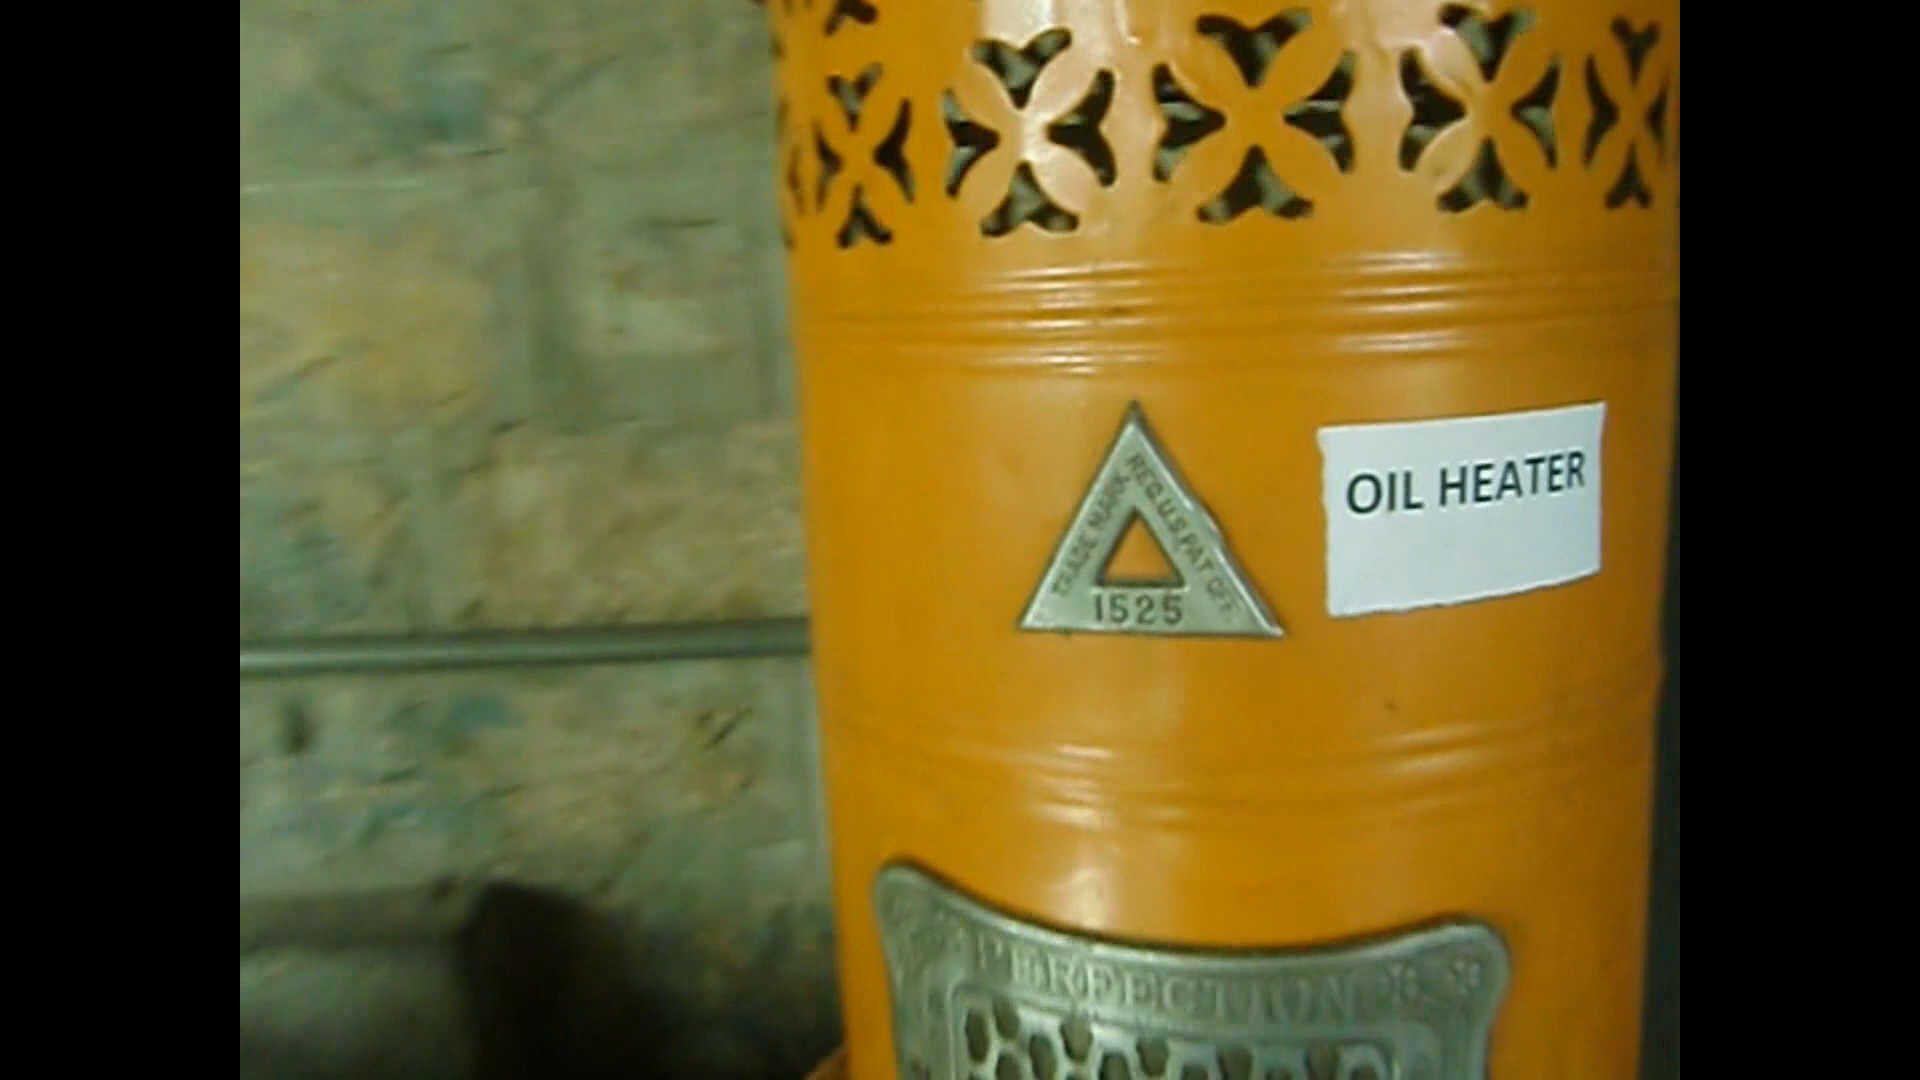 TRADE MARK
REG.U.S.PAT OFF.
1525
OIL HEATER
PERFECTION